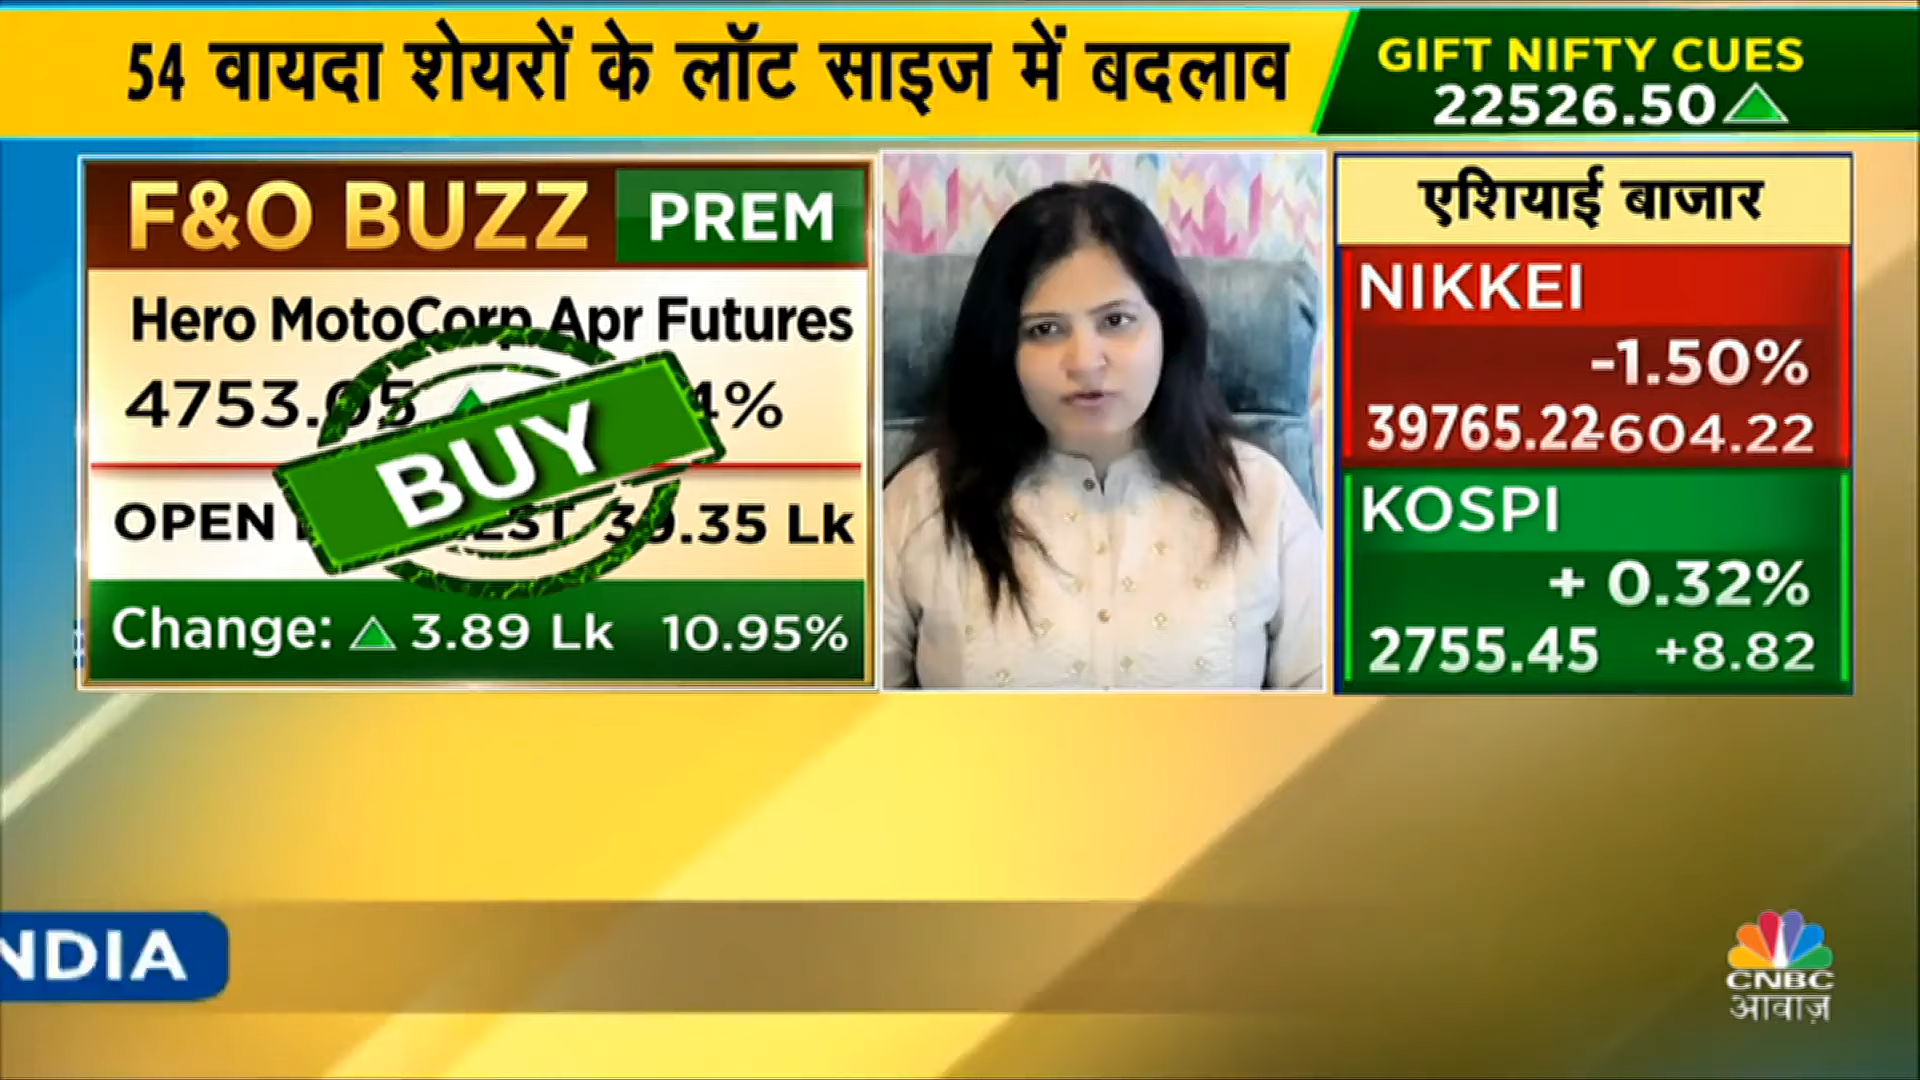 54 वायदा शेयरों के लॉट साइज में बदलाव
GIFT NIFTY CUES
22526.50
F&O BUZZ PREM
Hero MotoCorp Apr Futures
4753.05 4%
BUY
OPEN 39.35 Lk
Change: 3.89 Lk 10.95%
एशियाई बाजार
NIKKEI
-1.50%
39765.22 -604.22
KOSPI
+ 0.32%
2755.45 +8.82
NDIA
CNBC
आवाज़